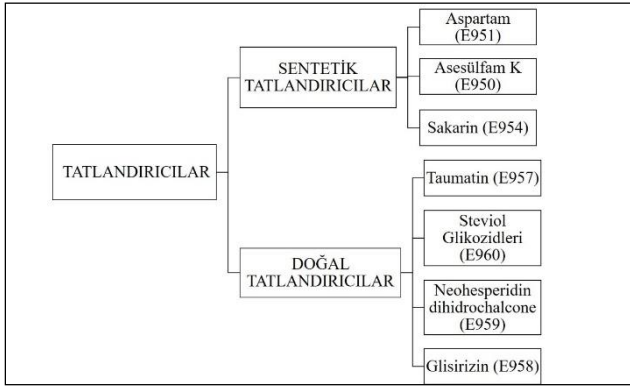 TATLANDIRICILAR
SENTETİK
TATLANDIRICILAR
Aspartam
(E951)
Asesülfam K
(E950)
Sakarin (E954)
DOĞAL
TATLANDIRICILAR
Taumatin (E957)
Steviol
Glikozidleri
(E960)
Neohesperidin
dihidrochalcone
(E959)
Glisirizin (E958)